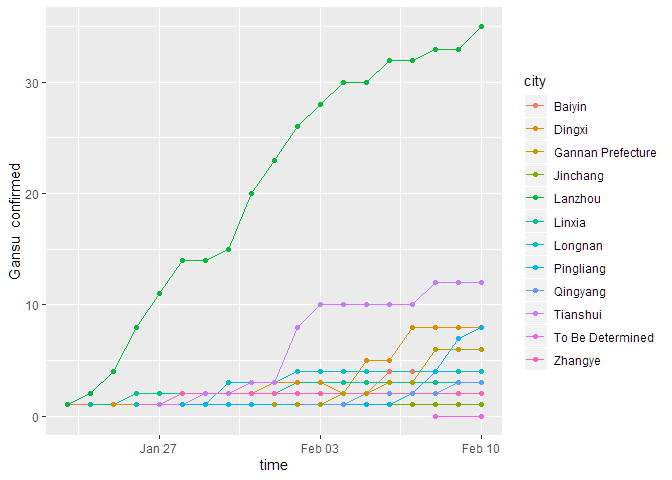 city
Baiyin
Dingxi
Gannan Prefecture
Jinchang
Lanzhou
Linxia
Longnan
Pingliang
Qingyang
Tianshui
To Be Determined
Zhangye
Gansu confirmed
30
20
10
0
Jan 27
Feb 03
Feb 10
time